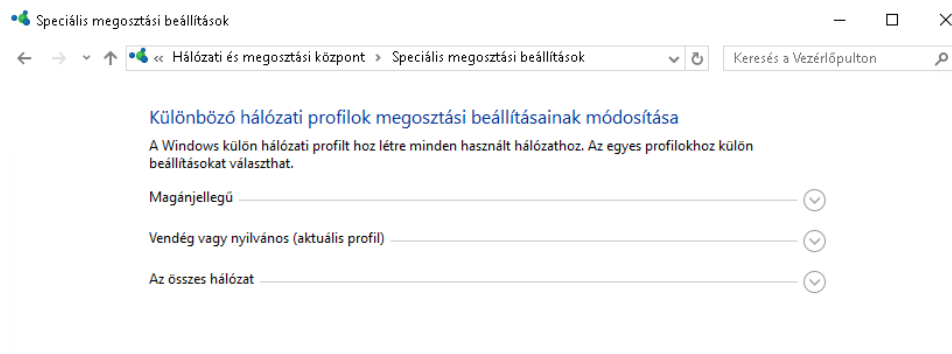 Speciális megosztási beállítások
« Hálózati és megosztási központ > Speciális megosztási beállítások
Keresés a Vezérlőpulton
Különböző hálózati profilok megosztási beállításainak módosítása
A Windows külön hálózati profilt hoz létre minden használt hálózathoz. Az egyes profilokhoz külön
beállításokat választhat.
Magánjellegű
Vendég vagy nyilvános (aktuális profil)
Az összes hálózat